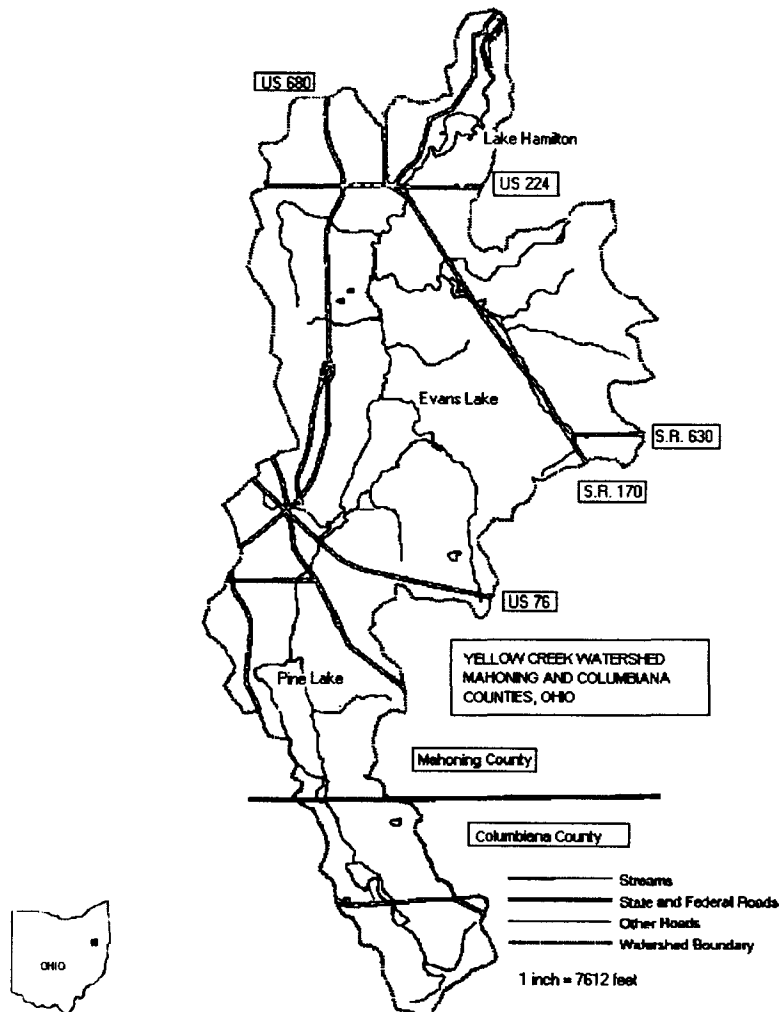 US 680
Lake Hamilton
US 224
Evans Lake
S.R. 630
S.R. 170
US 76
YELLOW CREEK WATERSHED
MAHONING AND COLUMBIANA
COUNTIES, OHIO
Pine Lake
Mahoning County
Columbiana County
Streams
State and Federal Roads
Other Roads
Watershed Boundary
OHIO
1 inch = 7612 feet